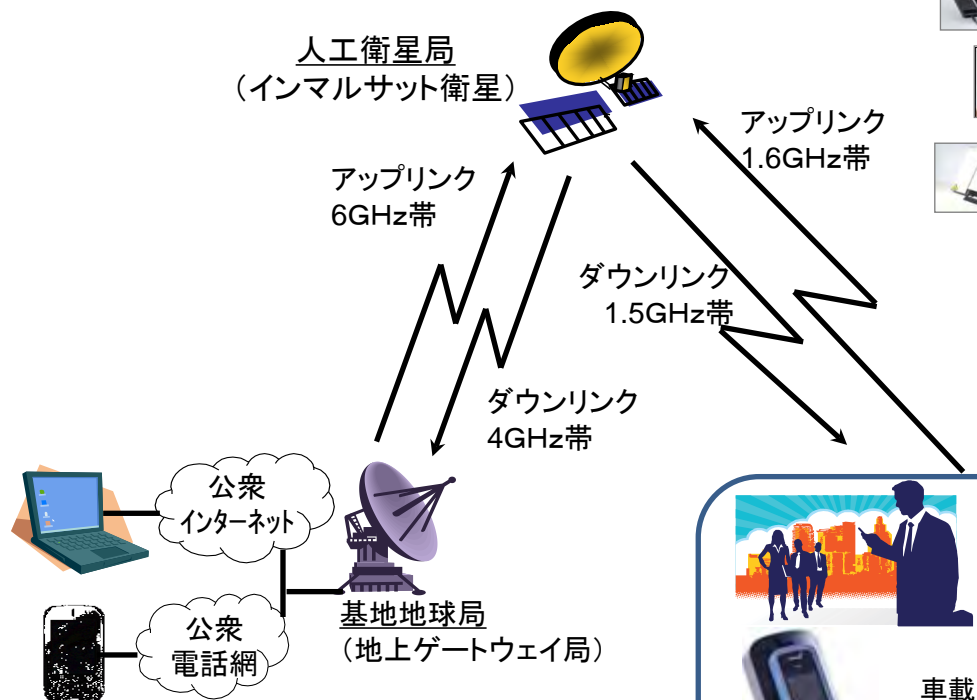 人工衛星局
（インマルサット衛星）
アップリンク
1.6GHz帯
アップリンク
6GHz帯
ダウンリンク
1.5GHz帯
ダウンリンク
4GHz帯
公衆
インターネット
基地地球局
（地上ゲートウェイ局）
公衆
電話網
車載